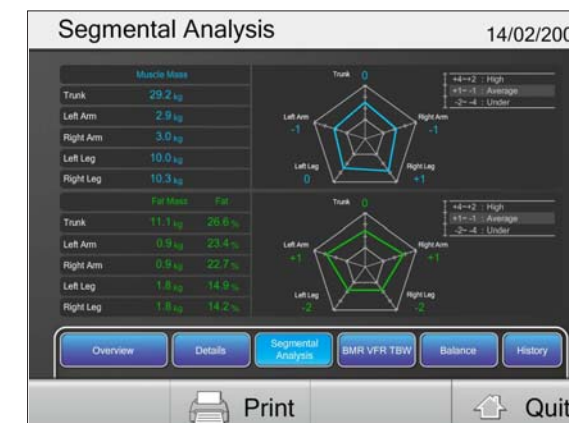 Segmental Analysis
14/02/200
Muscle Mass
Trunk 29.2 kg
Left Arm 2.9 kg
Right Arm 3.0 kg
Left Leg 10.0 kg
Right Leg 10.3 kg
Trunk 0
Left Arm -1
Right Arm -1
Left Leg 0
Right Leg +1
+4~+2 : High
+1~ -1 : Average
-2~ -4 : Under
Fat Mass Fat
Trunk 11.1 kg 26.6 %
Left Arm 0.9 kg 23.4 %
Right Arm 0.9 kg 22.7 %
Left Leg 1.8 kg 14.9 %
Right Leg 1.8 kg 14.2 %
Trunk 0
Left Arm +1
Right Arm +1
Left Leg -2
Right Leg -2
+4~+2 : High
+1~ -1 : Average
-2~ -4 : Under
Overview
Details
Segmental
Analysis
BMR VFR TBW
Balance
History
Print
Quit